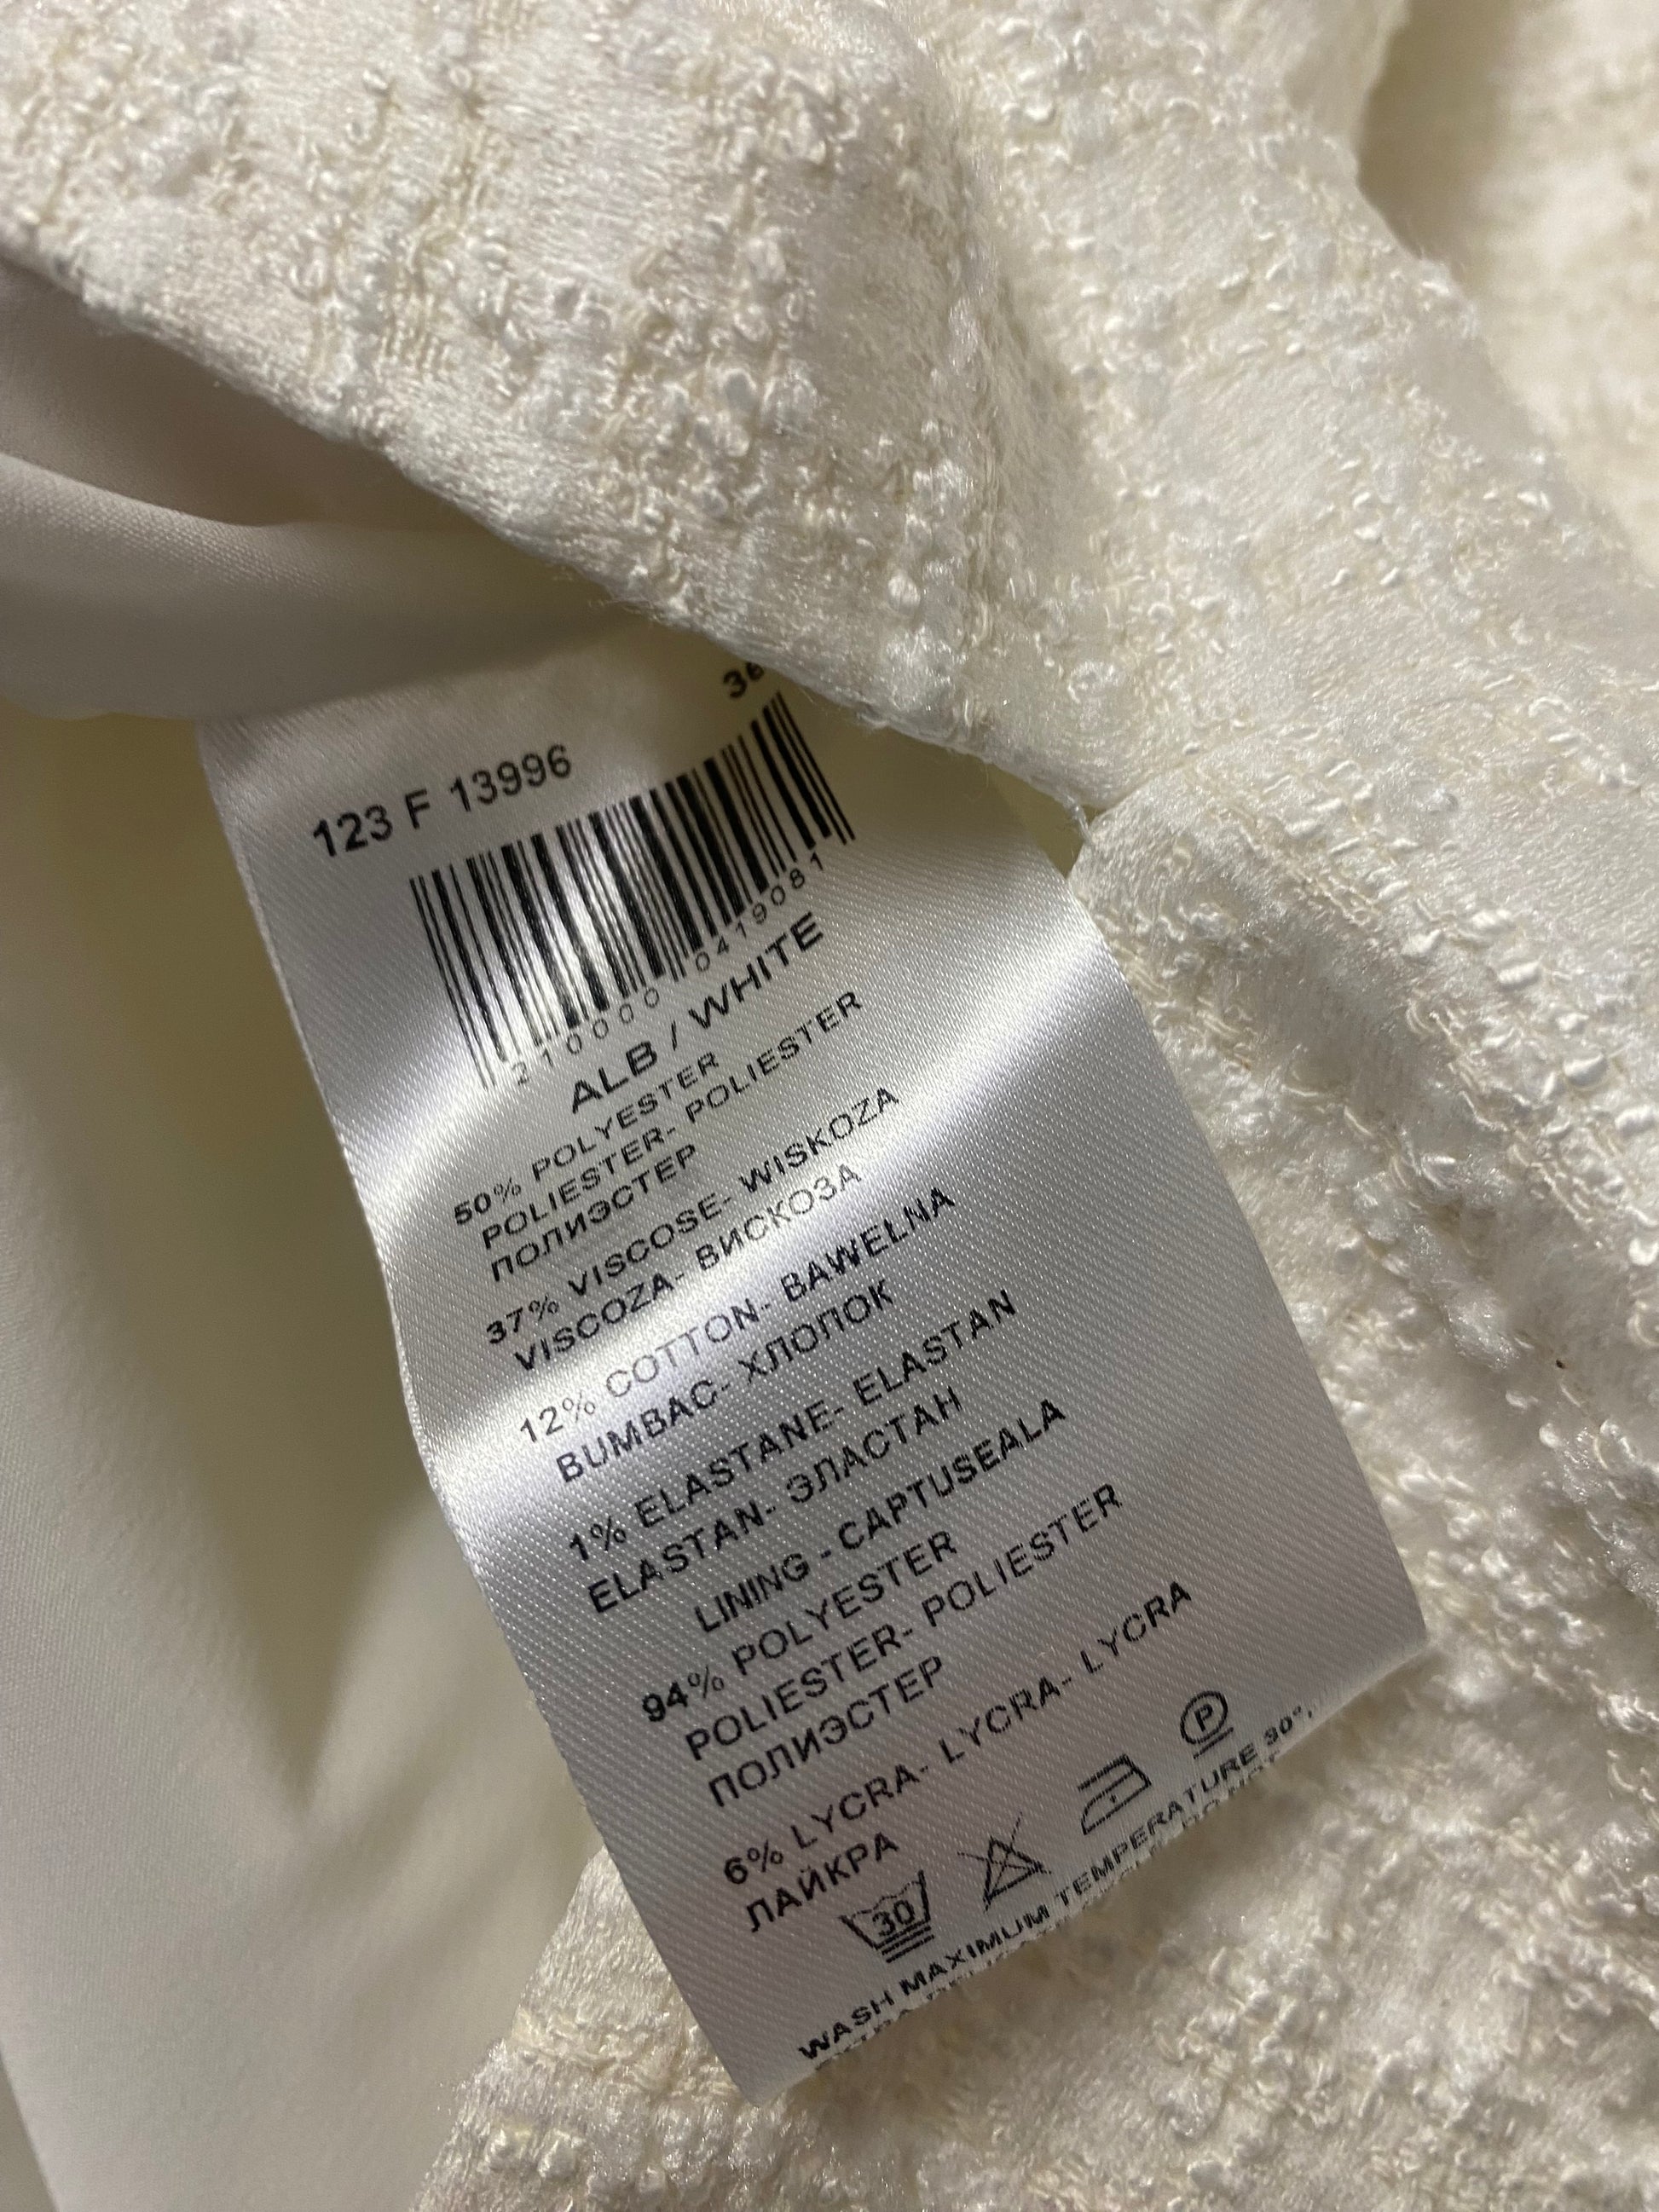 123 F 13996
210000 0419081
ALB / WHITE
50% POLYESTER
POLIESTER- POLIESTER
ПОЛИЭСТЕР
37% VISCOSE- WISKOZA
VISCOZA- ВИСКОЗА
12% COTTON- BAWELNA
BUMBAC- ХЛОПОК
1% ELASTANE- ELASTAN
ELASTAN- ЭЛАСТАН
LINING - CAPTUSEALA
94% POLYESTER
POLIESTER- POLIESTER
ПОЛИЭСТЕР
6% LYCRA- LYCRA- LYCRA
ЛАЙКРА
30 P
WASH MAXIMUM TEMPERATURE 30°,